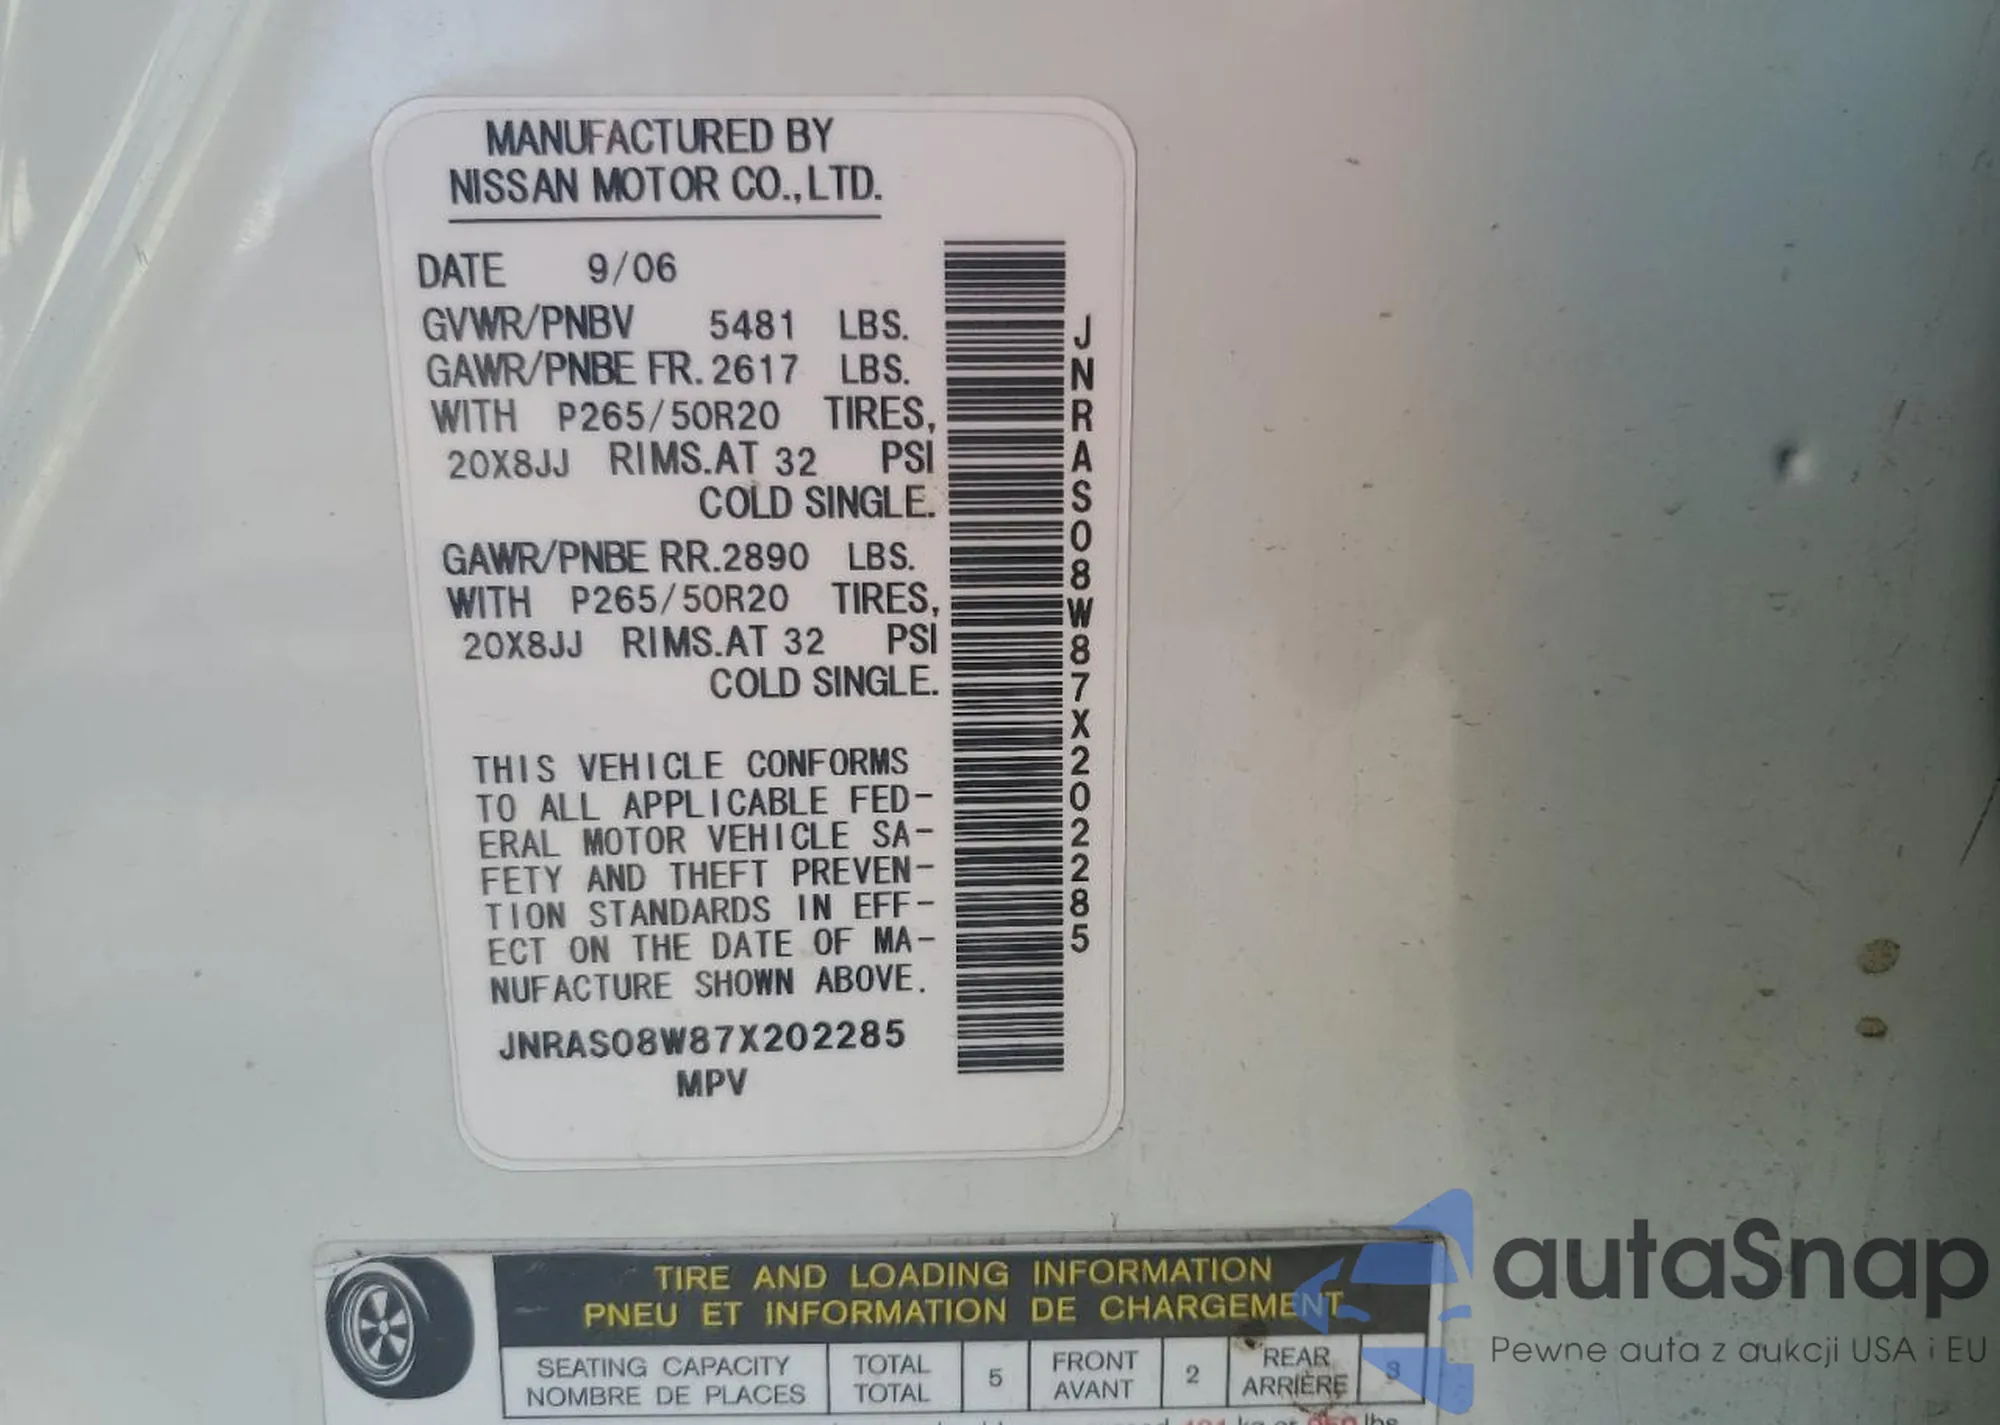 MANUFACTURED BY
NISSAN MOTOR CO.,LTD.
DATE 9/06
GVWR/PNBV 5481 LBS.
GAWR/PNBE FR. 2617 LBS.
WITH P265/50R20 TIRES,
20X8JJ RIMS.AT 32 PSI
COLD SINGLE.
GAWR/PNBE RR.2890 LBS.
WITH P265/50R20 TIRES,
20X8JJ RIMS.AT 32 PSI
COLD SINGLE.
THIS VEHICLE CONFORMS
TO ALL APPLICABLE FED-
ERAL MOTOR VEHICLE SA-
FETY AND THEFT PREVEN-
TION STANDARDS IN EFF-
ECT ON THE DATE OF MA-
NUFACTURE SHOWN ABOVE.
JNRAS08W87X202285
MPV
JNRAS08W87X202285
TIRE AND LOADING INFORMATION
PNEU ET INFORMATION DE CHARGEMENT
SEATING CAPACITY TOTAL 5 FRONT 2 REAR 3
NOMBRE DE PLACES TOTAL AVANT ARRIÈRE
kg or lbs
autaSnap
Pewne auta z aukcji USA i EU